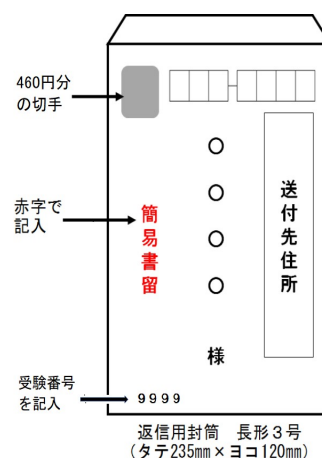 460円分
の切手
赤字で
記入
簡易書留
○○○○
様
送付先住所
受験番号
を記入
9999
返信用封筒 長形3号
(タテ235mm×ヨコ120mm)